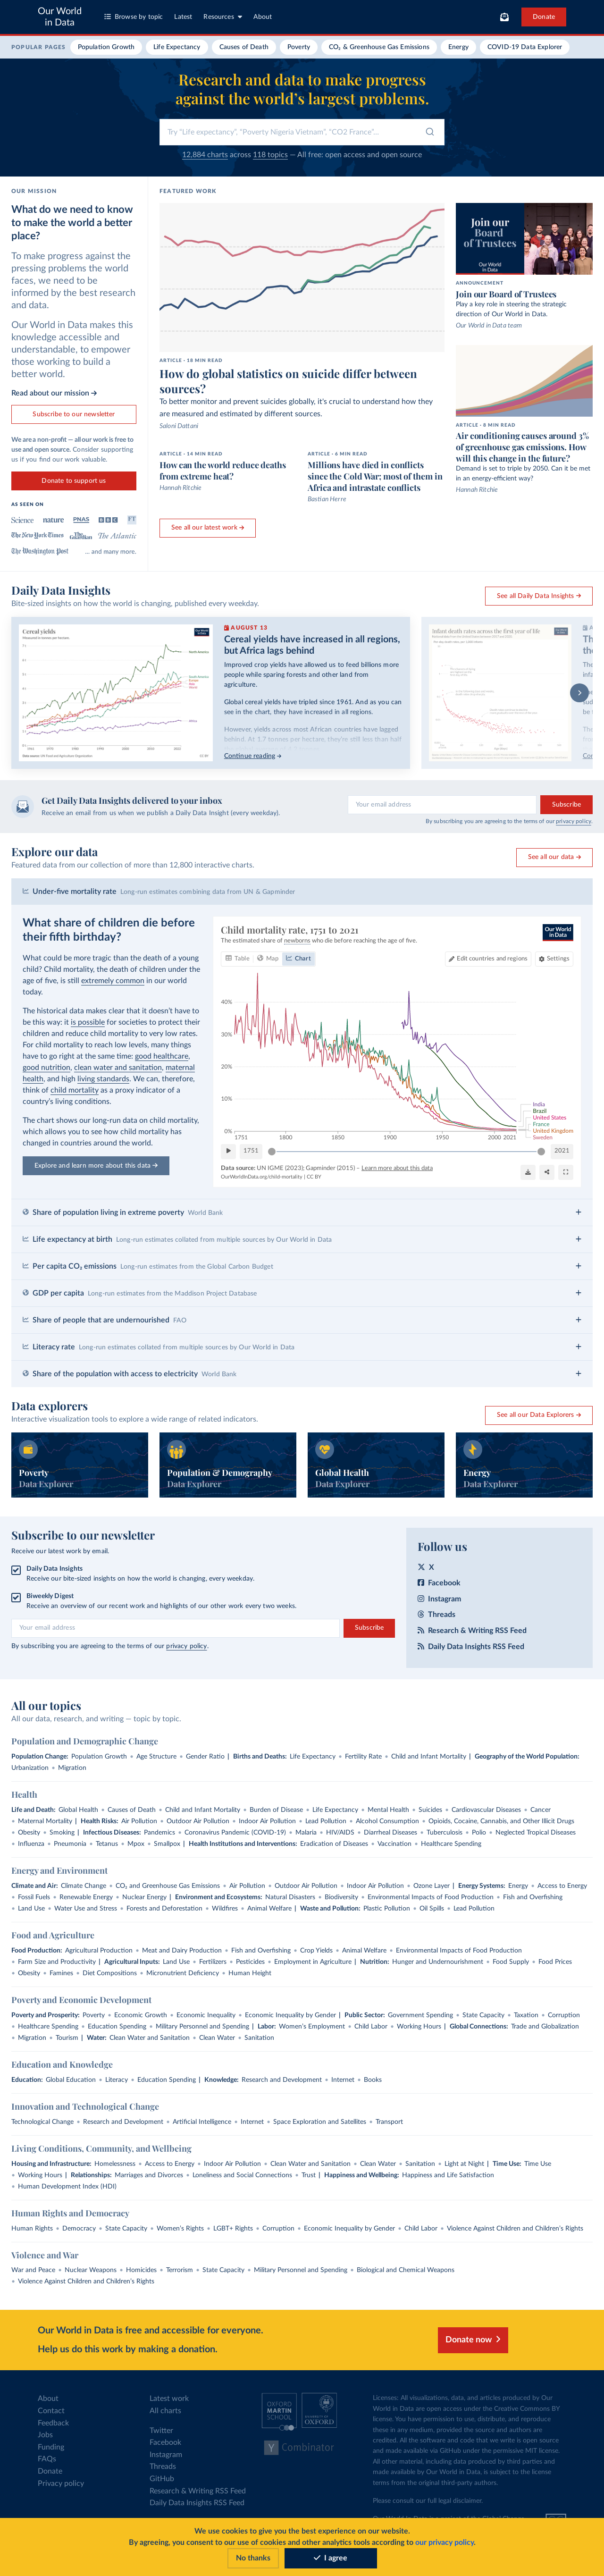 Our World
in Data
Browse by topic
Latest
Resources
About
Donate
POPULAR PAGES
Population Growth
Life Expectancy
Causes of Death
Poverty
CO₂ & Greenhouse Gas Emissions
Energy
COVID-19 Data Explorer
Research and data to make progress
against the world’s largest problems.
Try "Life expectancy", "Poverty Nigeria Vietnam", "CO2 France"...
12,884 charts across 118 topics — All free: open access and open source
OUR MISSION
What do we need to know
to make the world a better
place?
To make progress against the
pressing problems the world
faces, we need to be
informed by the best research
and data.
Our World in Data makes this
knowledge accessible and
understandable, to empower
those working to build a
better world.
Read about our mission →
Subscribe to our newsletter
We are a non-profit — all our work is free to
use and open source. Consider supporting
us if you find our work valuable.
Donate to support us
AS SEEN ON
Science
nature
PNAS
BBC
FT
The New York Times
The Guardian
The Atlantic
The Washington Post
... and many more.
FEATURED WORK
ARTICLE · 18 MIN READ
How do global statistics on suicide differ between
sources?
To better monitor and prevent suicides globally, it's crucial to understand how they
are measured and estimated by different sources.
Saloni Dattani
ARTICLE · 14 MIN READ
How can the world reduce deaths
from extreme heat?
Hannah Ritchie
ARTICLE · 6 MIN READ
Millions have died in conflicts
since the Cold War; most of them in
Africa and intrastate conflicts
Bastian Herre
See all our latest work →
Join our
Board
of Trustees
Our World
in Data
ANNOUNCEMENT
Join our Board of Trustees
Play a key role in steering the strategic
direction of Our World in Data.
Our World in Data team
ARTICLE · 8 MIN READ
Air conditioning causes around 3%
of greenhouse gas emissions. How
will this change in the future?
Demand is set to triple by 2050. Can it be met
in an energy-efficient way?
Hannah Ritchie
Daily Data Insights
Bite-sized insights on how the world is changing, published every weekday.
See all Daily Data Insights →
Cereal yields
AUGUST 13
Cereal yields have increased in all regions,
but Africa lags behind
Improved crop yields have allowed us to feed billions more
people while sparing forests and other land from
agriculture.
Global cereal yields have tripled since 1961. And as you can
see in the chart, they have increased in all regions.
However, yields across most African countries have lagged
behind. At 1.7 tonnes per hectare, they're still less than half
Continue reading →
Infant death rates across the first year of life
Get Daily Data Insights delivered to your inbox
Receive an email from us when we publish a Daily Data Insight (every weekday).
Your email address
Subscribe
By subscribing you are agreeing to the terms of our privacy policy.
Explore our data
Featured data from our collection of more than 12,800 interactive charts.
See all our data →
Under-five mortality rate Long-run estimates combining data from UN & Gapminder
What share of children die before
their fifth birthday?
What could be more tragic than the death of a young
child? Child mortality, the death of children under the
age of five, is still extremely common in our world
today.
The historical data makes clear that it doesn't have to
be this way: it is possible for societies to protect their
children and reduce child mortality to very low rates.
For child mortality to reach low levels, many things
have to go right at the same time: good healthcare,
good nutrition, clean water and sanitation, maternal
health, and high living standards. We can, therefore,
think of child mortality as a proxy indicator of a
country's living conditions.
The chart shows our long-run data on child mortality,
which allows you to see how child mortality has
changed in countries around the world.
Explore and learn more about this data →
Child mortality rate, 1751 to 2021
The estimated share of newborns who die before reaching the age of five.
Our World
in Data
Table
Map
Chart
Edit countries and regions
Settings
40%
30%
20%
10%
0%
1751
1800
1850
1900
1950
2000 2021
India
Brazil
United States
France
United Kingdom
Sweden
1751
2021
Data source: UN IGME (2023); Gapminder (2015) – Learn more about this data
OurWorldInData.org/child-mortality | CC BY
Share of population living in extreme poverty World Bank
Life expectancy at birth Long-run estimates collated from multiple sources by Our World in Data
Per capita CO₂ emissions Long-run estimates from the Global Carbon Budget
GDP per capita Long-run estimates from the Maddison Project Database
Share of people that are undernourished FAO
Literacy rate Long-run estimates collated from multiple sources by Our World in Data
Share of the population with access to electricity World Bank
Data explorers
Interactive visualization tools to explore a wide range of related indicators.
See all our Data Explorers →
Poverty
Data Explorer
Population & Demography
Data Explorer
Global Health
Data Explorer
Energy
Data Explorer
Subscribe to our newsletter
Receive our latest work by email.
Daily Data Insights
Receive our bite-sized insights on how the world is changing, every weekday.
Biweekly Digest
Receive an overview of our recent work and highlights of our other work every two weeks.
Your email address
Subscribe
By subscribing you are agreeing to the terms of our privacy policy.
Follow us
X
Facebook
Instagram
Threads
Research & Writing RSS Feed
Daily Data Insights RSS Feed
All our topics
All our data, research, and writing — topic by topic.
Population and Demographic Change
Population Change: Population Growth • Age Structure • Gender Ratio | Births and Deaths: Life Expectancy • Fertility Rate • Child and Infant Mortality | Geography of the World Population:
Urbanization • Migration
Health
Life and Death: Global Health • Causes of Death • Child and Infant Mortality • Burden of Disease • Life Expectancy • Mental Health • Suicides • Cardiovascular Diseases • Cancer
• Maternal Mortality | Health Risks: Air Pollution • Outdoor Air Pollution • Indoor Air Pollution • Lead Pollution • Alcohol Consumption • Opioids, Cocaine, Cannabis, and Other Illicit Drugs
• Obesity • Smoking | Infectious Diseases: Pandemics • Coronavirus Pandemic (COVID-19) • Malaria • HIV/AIDS • Diarrheal Diseases • Tuberculosis • Polio • Neglected Tropical Diseases
• Influenza • Pneumonia • Tetanus • Mpox • Smallpox | Health Institutions and Interventions: Eradication of Diseases • Vaccination • Healthcare Spending
Energy and Environment
Climate and Air: Climate Change • CO₂ and Greenhouse Gas Emissions • Air Pollution • Outdoor Air Pollution • Indoor Air Pollution • Ozone Layer | Energy Systems: Energy • Access to Energy
• Fossil Fuels • Renewable Energy • Nuclear Energy | Environment and Ecosystems: Natural Disasters • Biodiversity • Environmental Impacts of Food Production • Fish and Overfishing
• Land Use • Water Use and Stress • Forests and Deforestation • Wildfires • Animal Welfare | Waste and Pollution: Plastic Pollution • Oil Spills • Lead Pollution
Food and Agriculture
Food Production: Agricultural Production • Meat and Dairy Production • Fish and Overfishing • Crop Yields • Animal Welfare • Environmental Impacts of Food Production
• Farm Size and Productivity | Agricultural Inputs: Land Use • Fertilizers • Pesticides • Employment in Agriculture | Nutrition: Hunger and Undernourishment • Food Supply • Food Prices
• Obesity • Famines • Diet Compositions • Micronutrient Deficiency • Human Height
Poverty and Economic Development
Poverty and Prosperity: Poverty • Economic Growth • Economic Inequality • Economic Inequality by Gender | Public Sector: Government Spending • State Capacity • Taxation • Corruption
• Healthcare Spending • Education Spending • Military Personnel and Spending | Labor: Women's Employment • Child Labor • Working Hours | Global Connections: Trade and Globalization
• Migration • Tourism | Water: Clean Water and Sanitation • Clean Water • Sanitation
Education and Knowledge
Education: Global Education • Literacy • Education Spending | Knowledge: Research and Development • Internet • Books
Innovation and Technological Change
Technological Change • Research and Development • Artificial Intelligence • Internet • Space Exploration and Satellites • Transport
Living Conditions, Community, and Wellbeing
Housing and Infrastructure: Homelessness • Access to Energy • Indoor Air Pollution • Clean Water and Sanitation • Clean Water • Sanitation • Light at Night | Time Use: Time Use
• Working Hours | Relationships: Marriages and Divorces • Loneliness and Social Connections • Trust | Happiness and Wellbeing: Happiness and Life Satisfaction
• Human Development Index (HDI)
Human Rights and Democracy
Human Rights • Democracy • State Capacity • Women's Rights • LGBT+ Rights • Corruption • Economic Inequality by Gender • Child Labor • Violence Against Children and Children's Rights
Violence and War
War and Peace • Nuclear Weapons • Homicides • Terrorism • State Capacity • Military Personnel and Spending • Biological and Chemical Weapons
• Violence Against Children and Children's Rights
Our World in Data is free and accessible for everyone.
Help us do this work by making a donation.
Donate now
About
Contact
Feedback
Jobs
Funding
FAQs
Donate
Privacy policy
Latest work
All charts
Twitter
Facebook
Instagram
Threads
GitHub
Research & Writing RSS Feed
Daily Data Insights RSS Feed
OXFORD
MARTIN
SCHOOL
UNIVERSITY OF
OXFORD
Y Combinator
Licenses: All visualizations, data, and articles produced by Our
World in Data are open access under the Creative Commons BY
license. You have permission to use, distribute, and reproduce
these in any medium, provided the source and authors are
credited. All the software and code that we write is open source
and made available via GitHub under the permissive MIT license.
All other material, including data produced by third parties and
made available by Our World in Data, is subject to the license
terms from the original third-party authors.
Please consult our full legal disclaimer.
We use cookies to give you the best experience on our website.
By agreeing, you consent to our use of cookies and other analytics tools according to our privacy policy.
No thanks
I agree